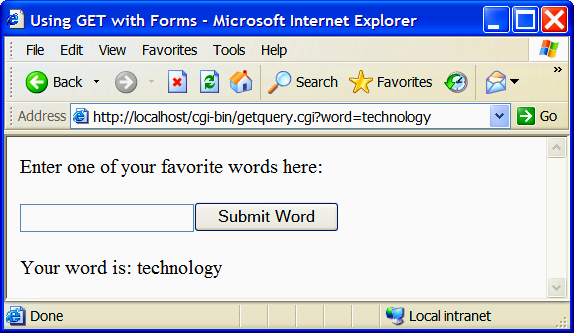 Using GET with Forms - Microsoft Internet Explorer
File Edit View Favorites Tools Help
Back Search Favorites »
Address http://localhost/cgi-bin/getquery.cgi?word=technology Go
Enter one of your favorite words here:
Submit Word
Your word is: technology
Done Local intranet